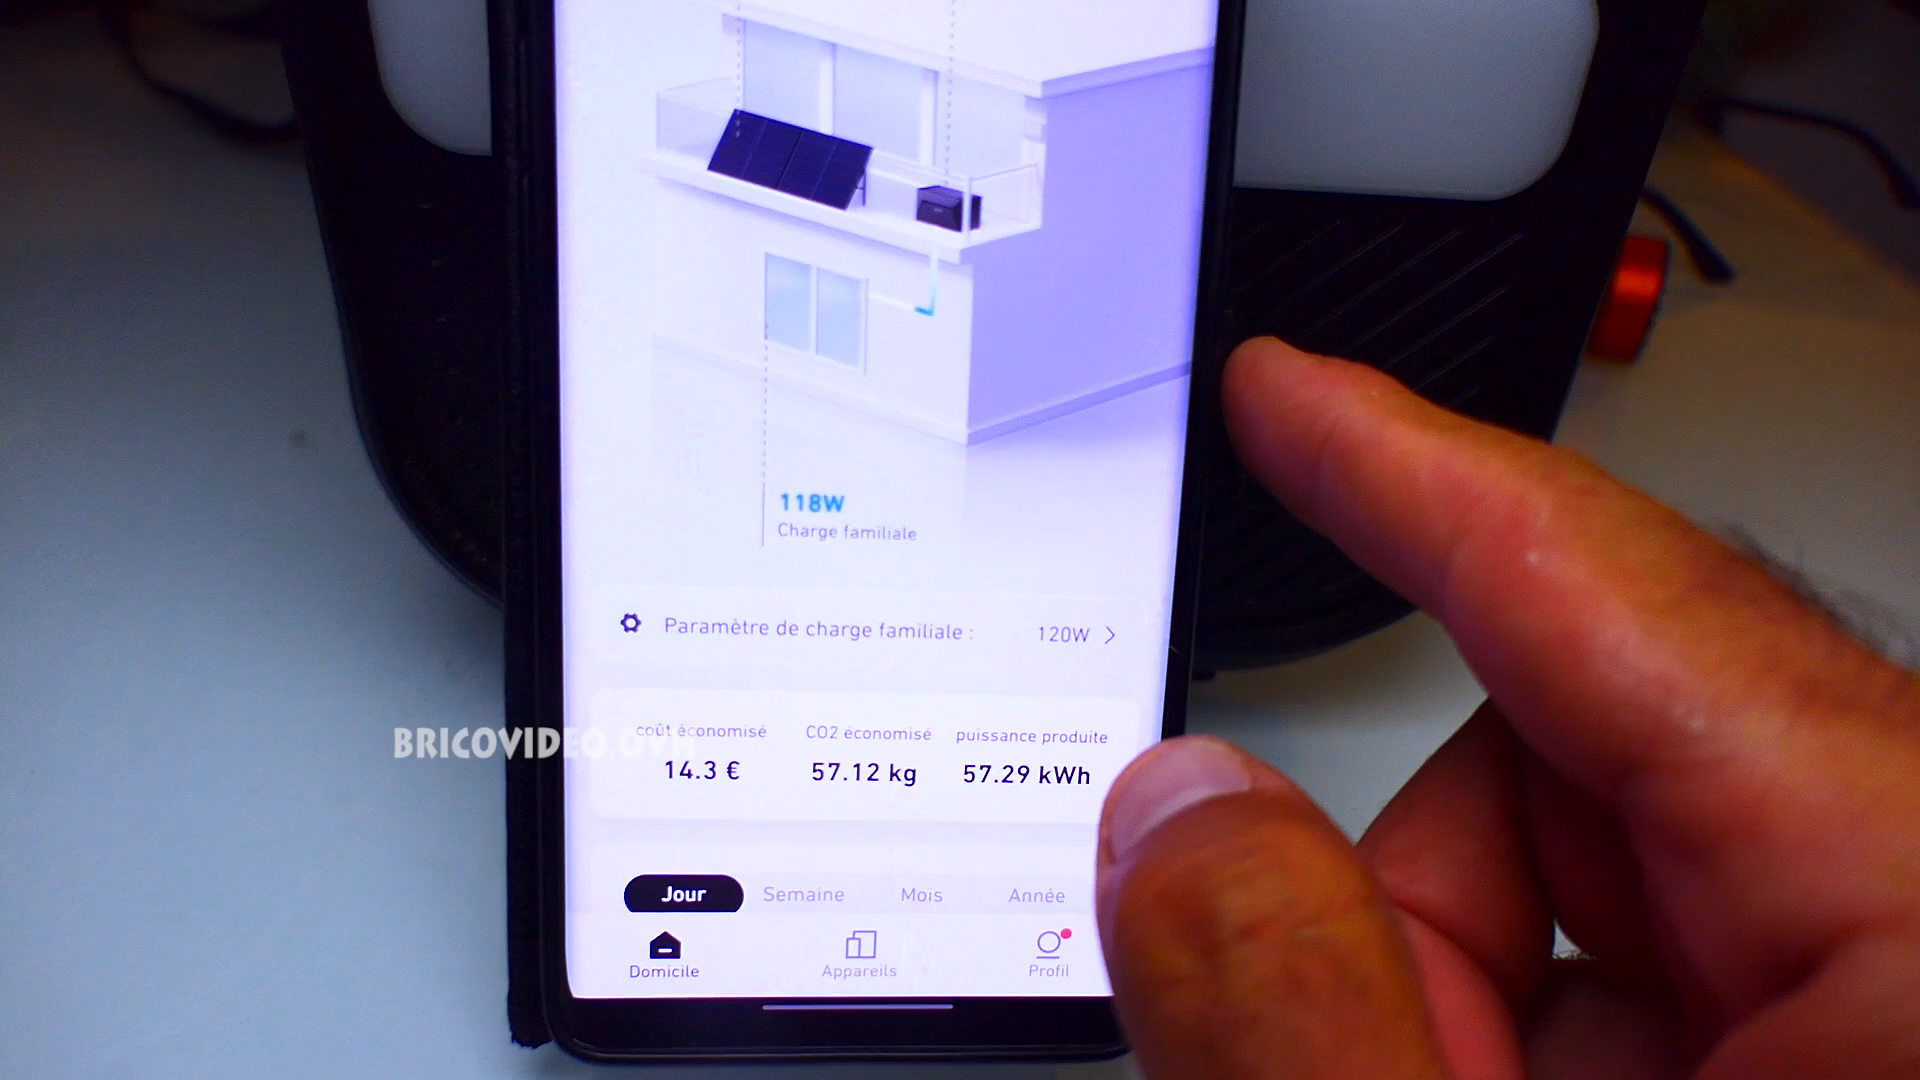 118W
Charge familiale
Paramètre de charge familiale : 120W
coût économisé CO2 économisé puissance produite
14.3 € 57.12 kg 57.29 kWh
BRICOVIDEO.OVH
Jour Semaine Mois Année
Domicile Appareils Profil